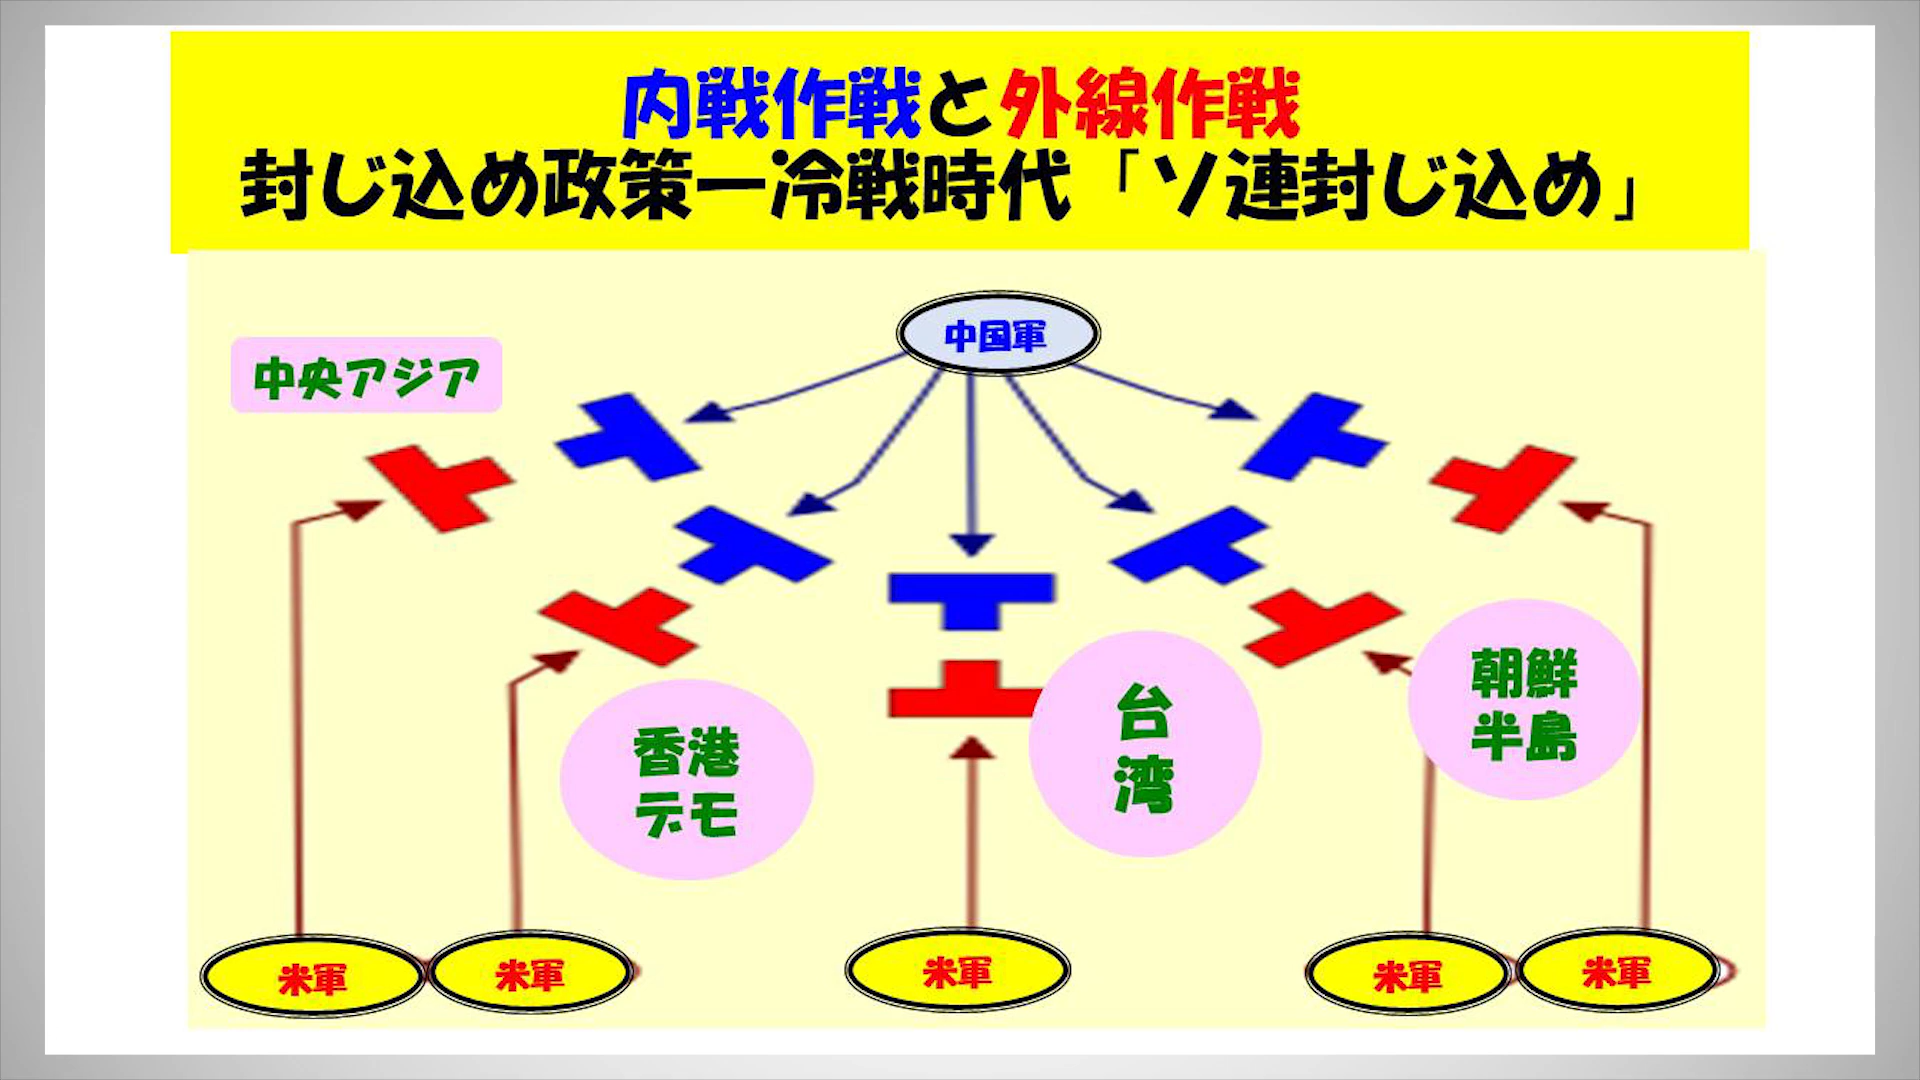 内戦作戦と外線作戦
封じ込め政策ー冷戦時代「ソ連封じ込め」
中国軍
中央アジア
朝鮮
半島
台
湾
香港
デモ
米軍
米軍
米軍
米軍
米軍